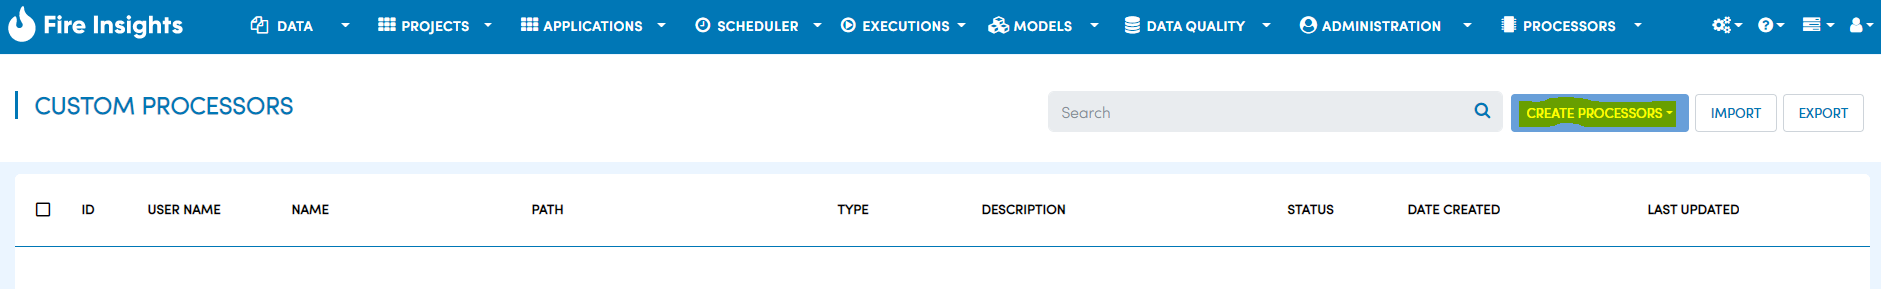 Fire Insights DATA PROJECTS APPLICATIONS SCHEDULER EXECUTIONS MODELS DATA QUALITY ADMINISTRATION PROCESSORS
CUSTOM PROCESSORS Search CREATE PROCESSORS IMPORT EXPORT
ID USER NAME NAME PATH TYPE DESCRIPTION STATUS DATE CREATED LAST UPDATED